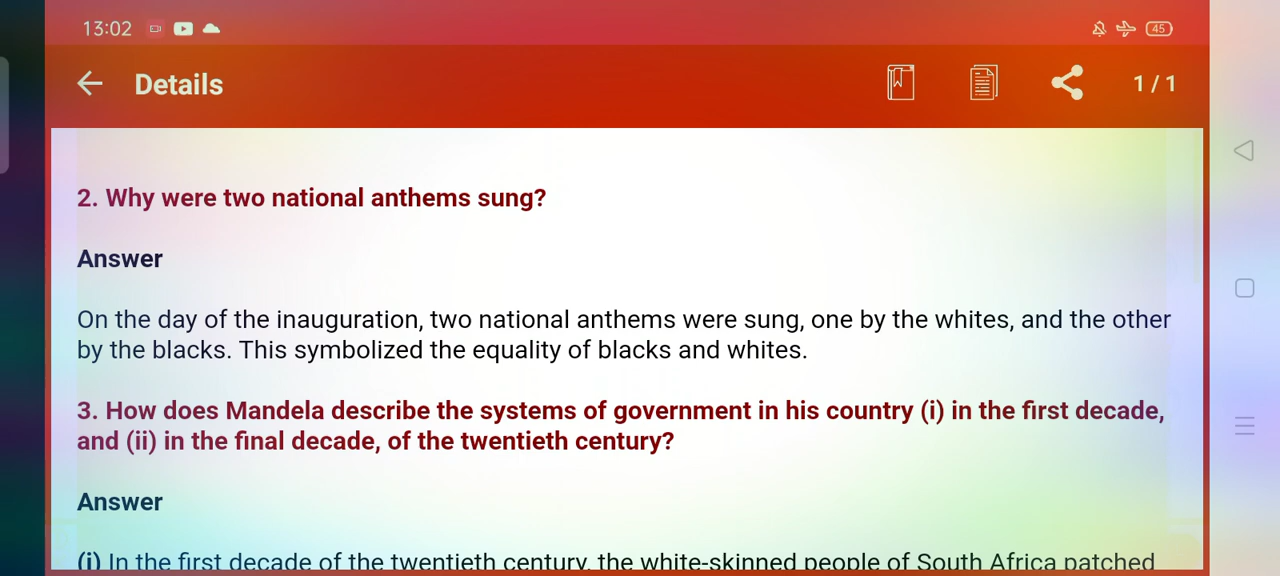 13:02
45
Details
1 / 1
2. Why were two national anthems sung?
Answer
On the day of the inauguration, two national anthems were sung, one by the whites, and the other
by the blacks. This symbolized the equality of blacks and whites.
3. How does Mandela describe the systems of government in his country (i) in the first decade,
and (ii) in the final decade, of the twentieth century?
Answer
(i) In the first decade of the twentieth century, the white-skinned people of South Africa patched